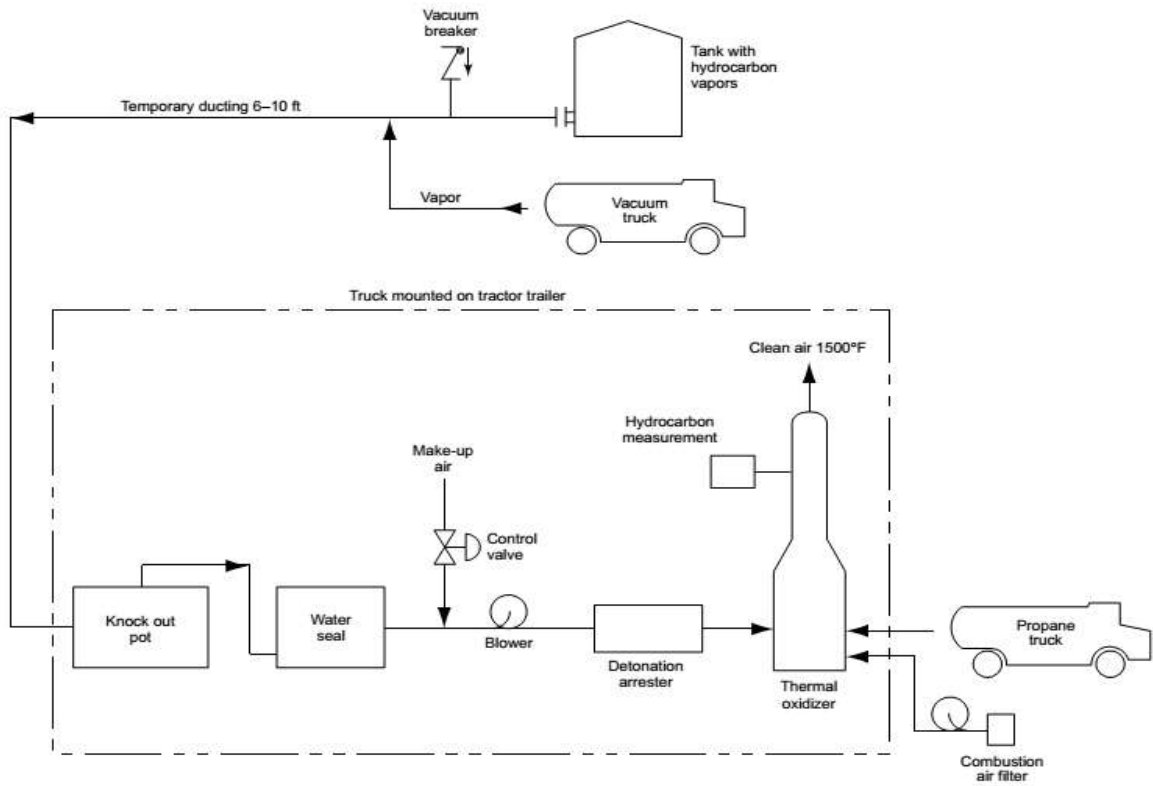 Vacuum
breaker
Tank with
hydrocarbon
vapors
Temporary ducting 6–10 ft
Vapor
Vacuum
truck
Truck mounted on tractor trailer
Clean air 1500°F
Hydrocarbon
measurement
Make-up
air
Control
valve
Knock out
pot
Water
seal
Blower
Detonation
arrester
Thermal
oxidizer
Propane
truck
Combustion
air filter